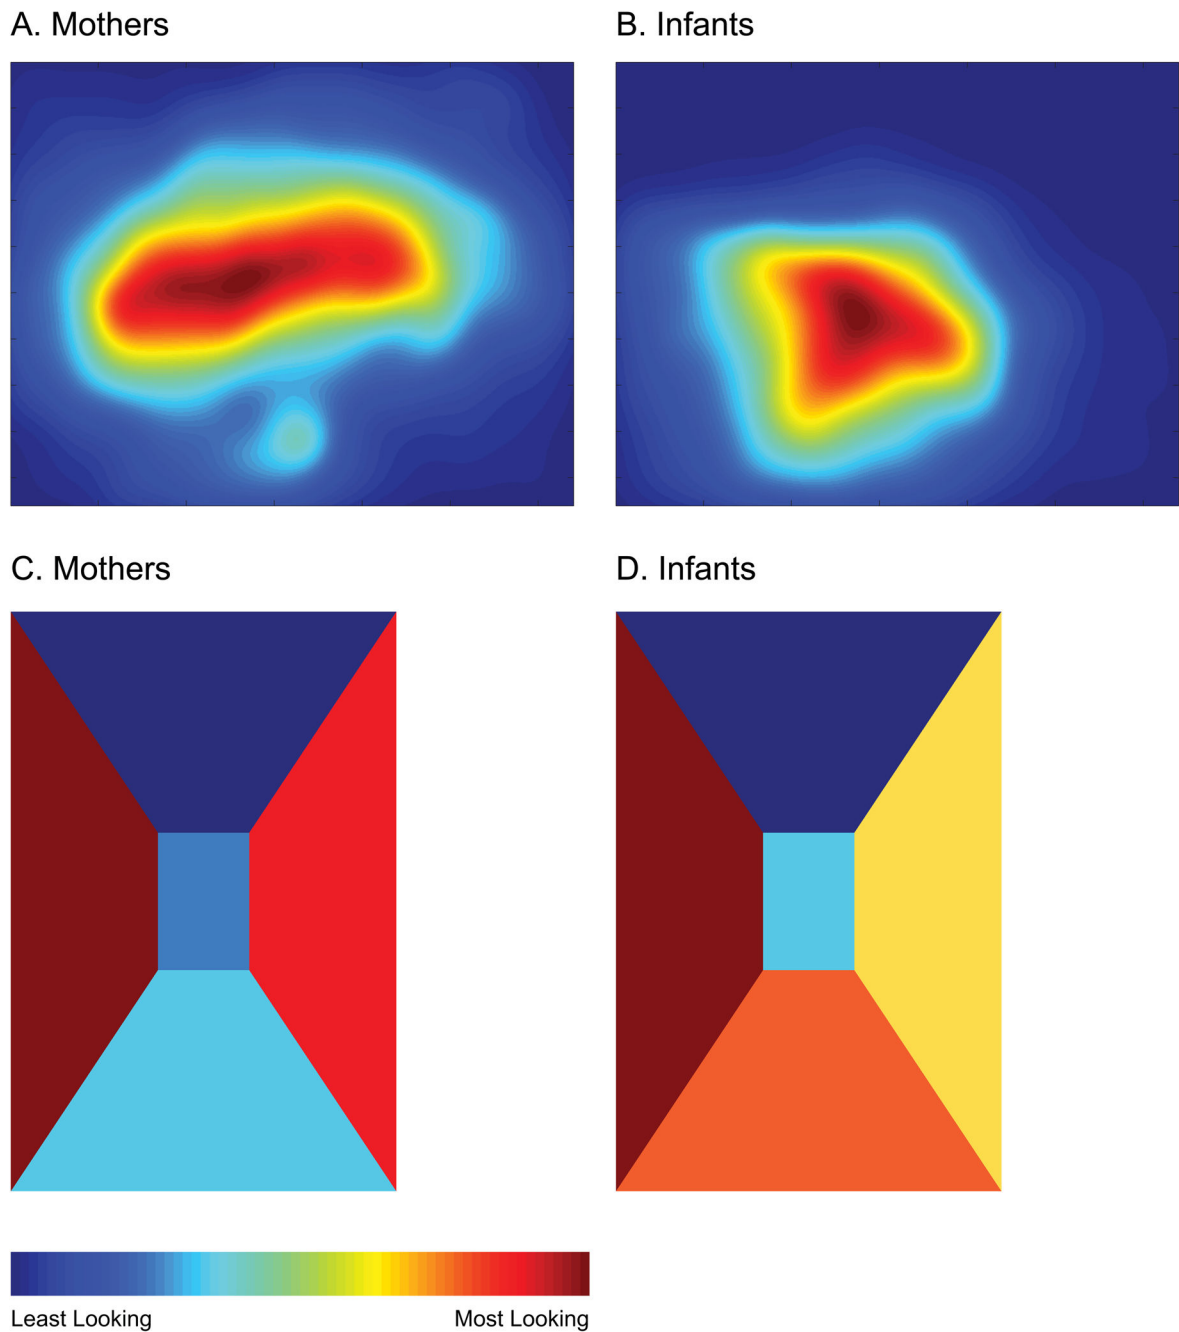 A. Mothers
B. Infants
C. Mothers
D. Infants
Least Looking
Most Looking